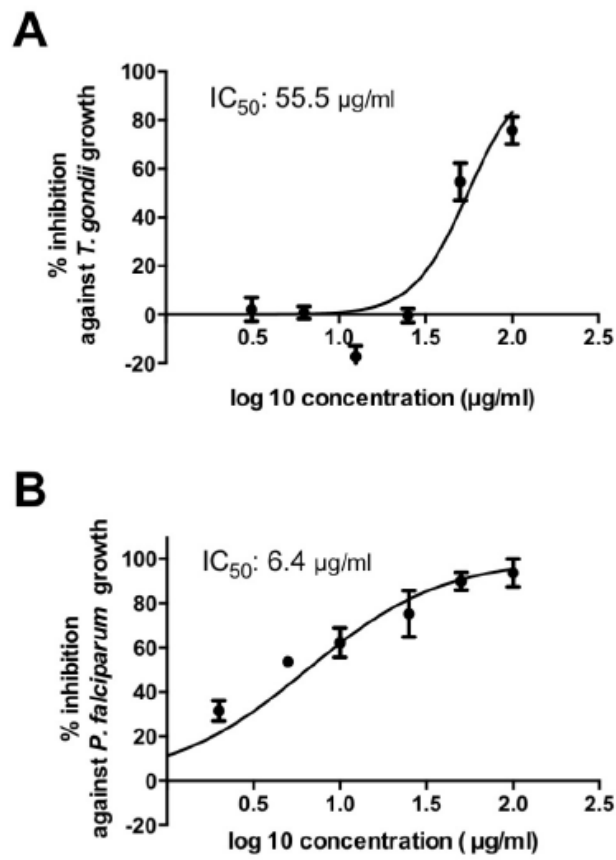 A
IC50: 55.5 µg/ml
% inhibition
against T. gondii growth
100
80
60
40
20
0
-20
0.5
1.0
1.5
2.0
2.5
log 10 concentration (µg/ml)
B
IC50: 6.4 µg/ml
% inhibition
against P. falciparum growth
100
80
60
40
20
0
-20
0.5
1.0
1.5
2.0
2.5
log 10 concentration ( µg/ml)